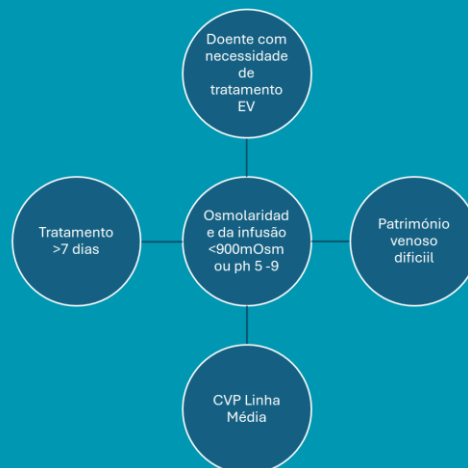 Doente com
necessidade
de
tratamento
EV
Tratamento
>7 dias
Osmolaridad
e da infusão
<900mOsm
ou ph 5 -9
Património
venoso
dificiil
CVP Linha
Média